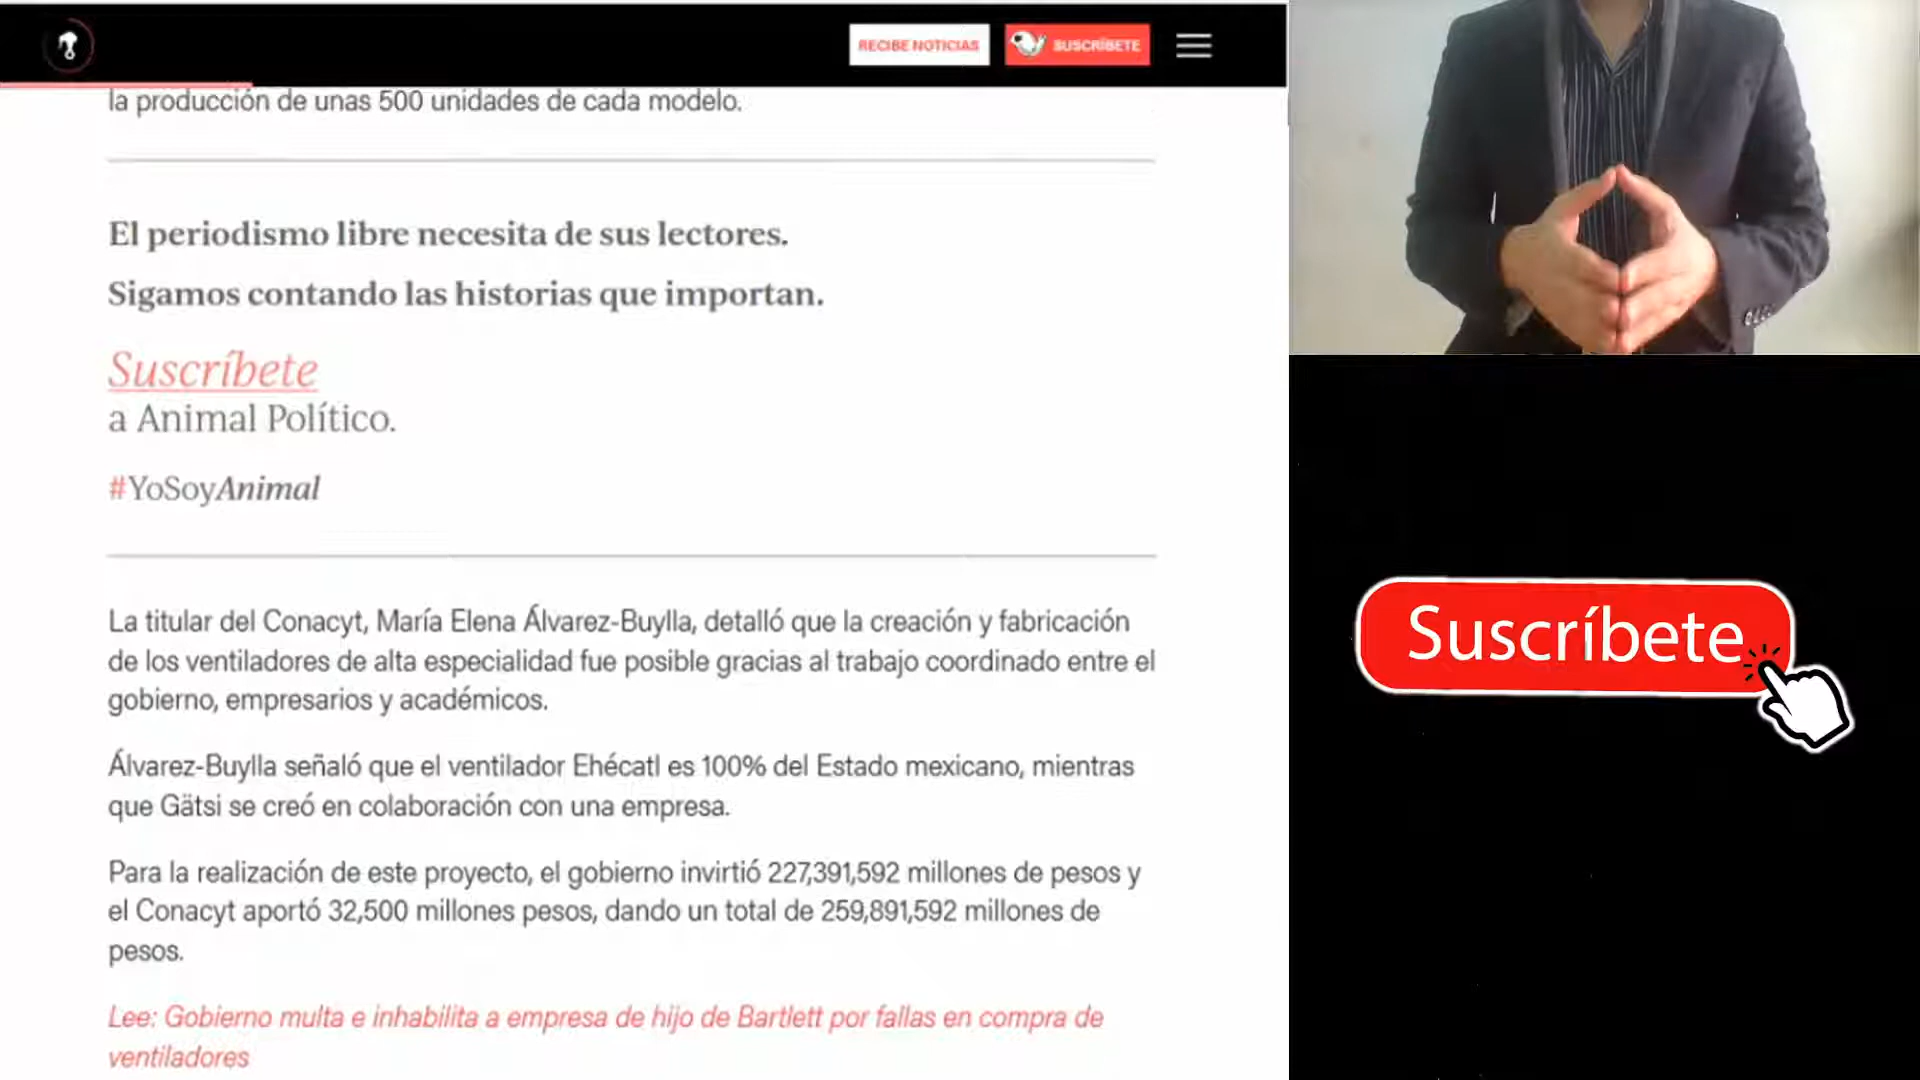 RECIBE NOTICIAS
SUSCRÍBETE
la producción de unas 500 unidades de cada modelo.
El periodismo libre necesita de sus lectores.
Sigamos contando las historias que importan.
Suscríbete
a Animal Político.
#YoSoyAnimal
La titular del Conacyt, María Elena Álvarez-Buylla, detalló que la creación y fabricación
de los ventiladores de alta especialidad fue posible gracias al trabajo coordinado entre el
gobierno, empresarios y académicos.
Álvarez-Buylla señaló que el ventilador Ehécatl es 100% del Estado mexicano, mientras
que Gätsi se creó en colaboración con una empresa.
Para la realización de este proyecto, el gobierno invirtió 227,391,592 millones de pesos y
el Conacyt aportó 32,500 millones pesos, dando un total de 259,891,592 millones de
pesos.
Lee: Gobierno multa e inhabilita a empresa de hijo de Bartlett por fallas en compra de
ventiladores
Suscríbete